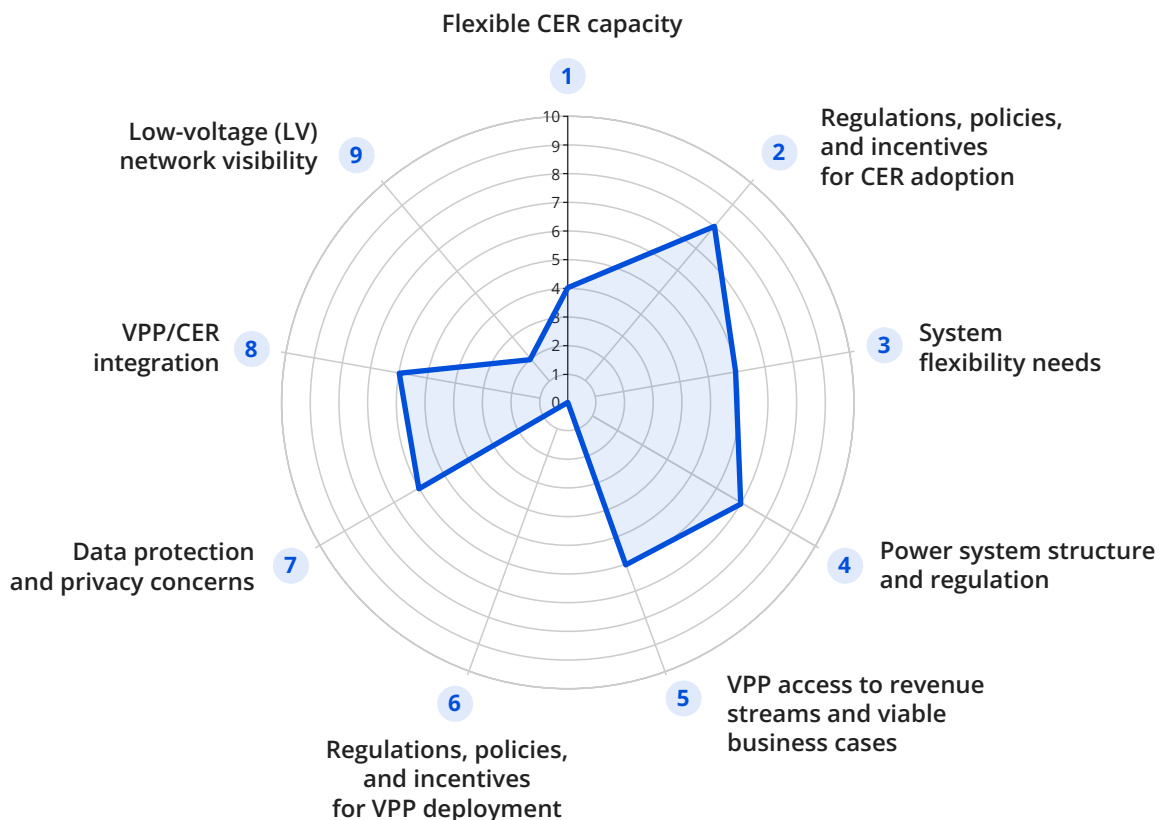 Flexible CER capacity
1
Regulations, policies,
and incentives
for CER adoption
2
System
flexibility needs
3
Power system structure
and regulation
4
VPP access to revenue
streams and viable
business cases
5
Regulations, policies,
and incentives
for VPP deployment
6
Data protection
and privacy concerns
7
VPP/CER
integration
8
Low-voltage (LV)
network visibility
9
10
9
8
7
6
5
4
3
2
1
0